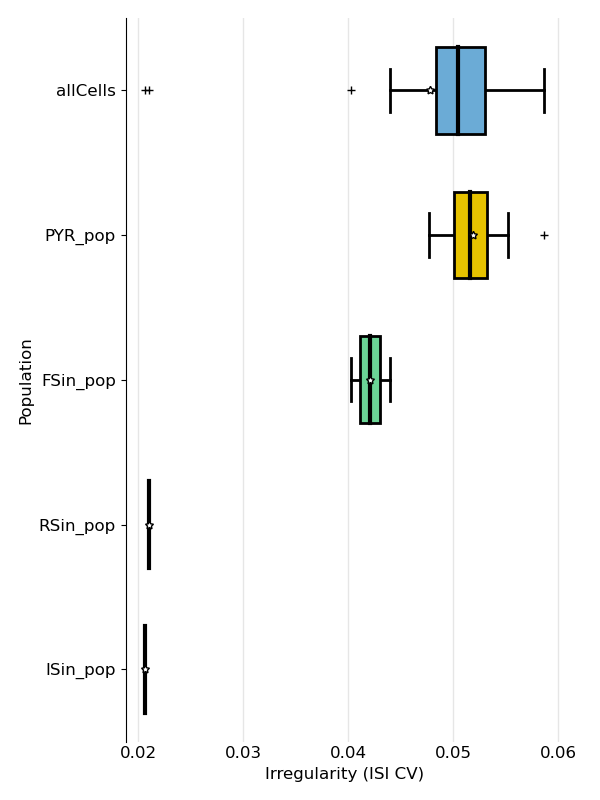 allCells
PYR_pop
FSin_pop
RSin_pop
ISin_pop
Population
0.02 0.03 0.04 0.05 0.06
Irregularity (ISI CV)